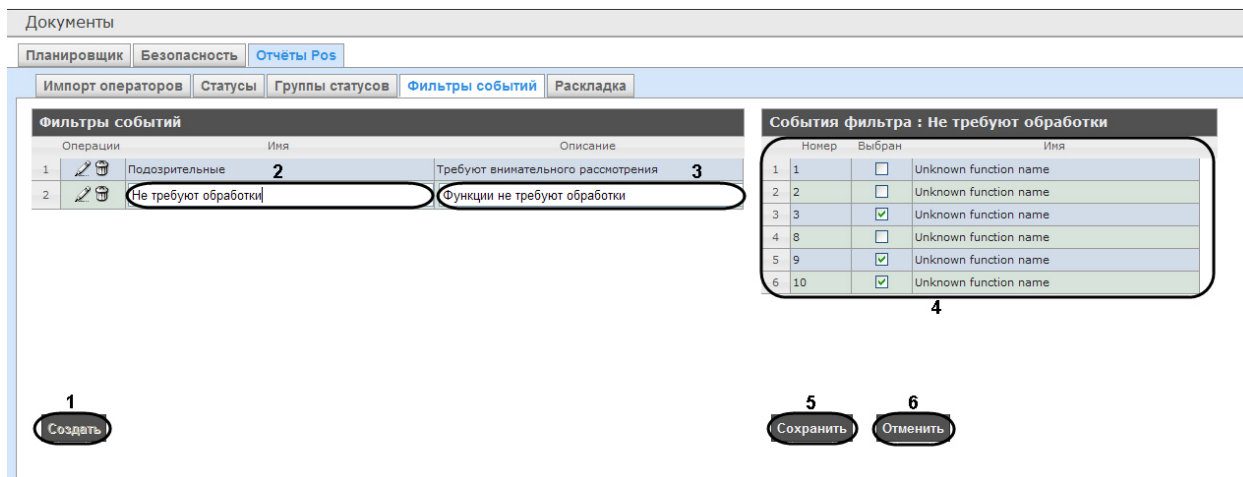 Документы
Планировщик Безопасность Отчёты Pos
Импорт операторов Статусы Группы статусов Фильтры событий Раскладка
Фильтры событий
Операции Имя Описание
1 Подозрительные 2 Требуют внимательного рассмотрения 3
2 Не требуют обработки Функции не требуют обработки
События фильтра : Не требуют обработки
Номер Выбран Имя
1 1 Unknown function name
2 2 Unknown function name
3 3 Unknown function name
4 8 Unknown function name
5 9 Unknown function name
6 10 Unknown function name
4
1
Создать
5 6
Сохранить Отменить